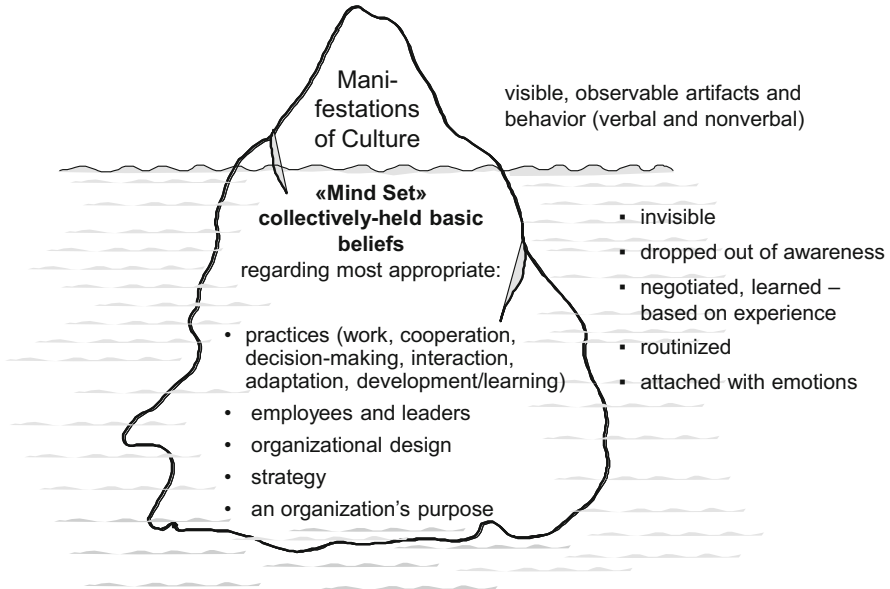 Mani-
festations
of Culture
visible, observable artifacts and
behavior (verbal and nonverbal)
«Mind Set»
collectively-held basic
beliefs
regarding most appropriate:
• practices (work, cooperation,
decision-making, interaction,
adaptation, development/learning)
• employees and leaders
• organizational design
• strategy
• an organization’s purpose
▪ invisible
▪ dropped out of awareness
▪ negotiated, learned –
based on experience
▪ routinized
▪ attached with emotions